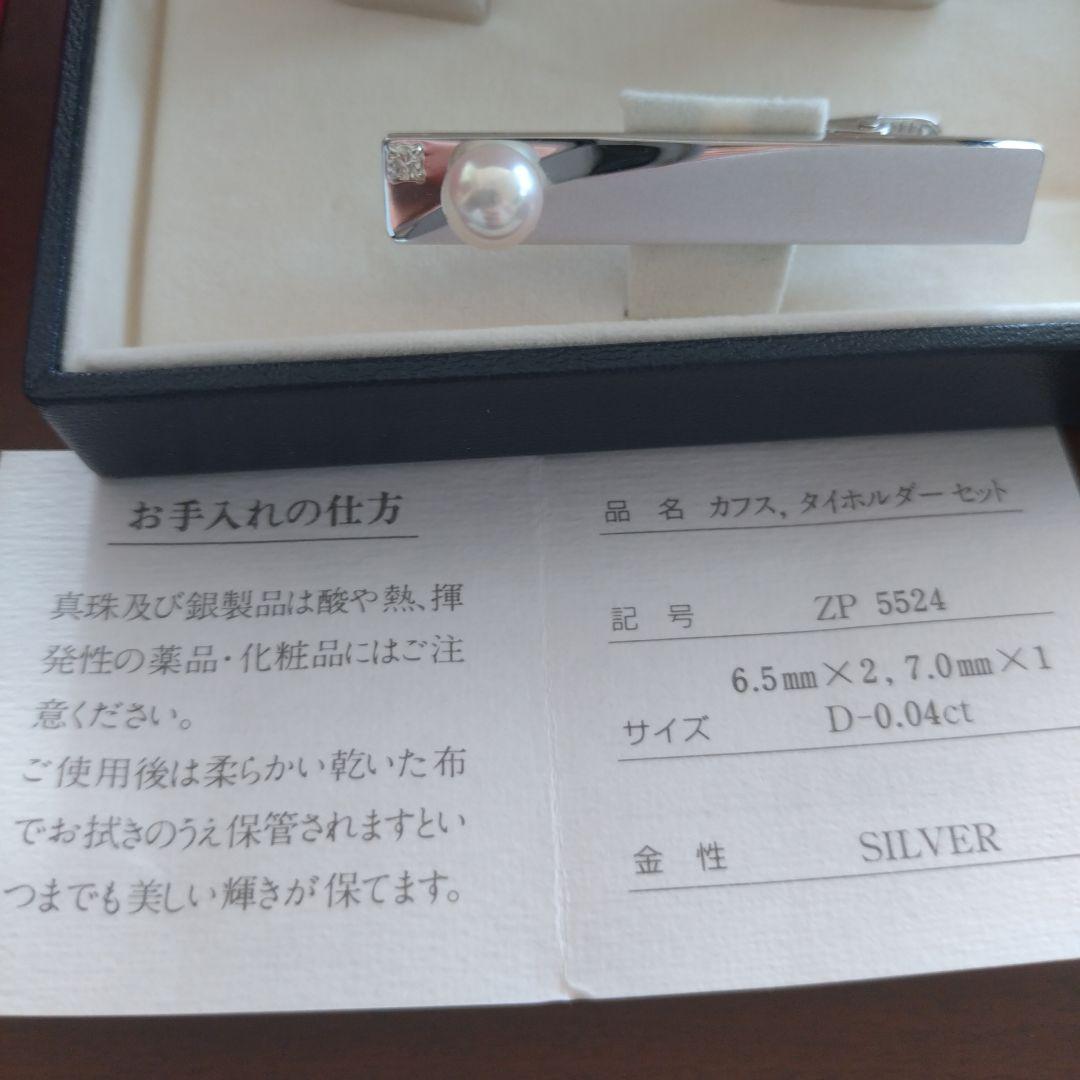 お手入れの仕方
真珠及び銀製品は酸や熱、揮
発性の薬品・化粧品にはご注
意ください。
ご使用後は柔らかい乾いた布
でお拭きのうえ保管されますとい
つまでも美しい輝きが保てます。
品名 カフス, タイホルダーセット
記号 ZP 5524
6.5㎜×2, 7.0㎜×1
サイズ D-0.04ct
金性 SILVER